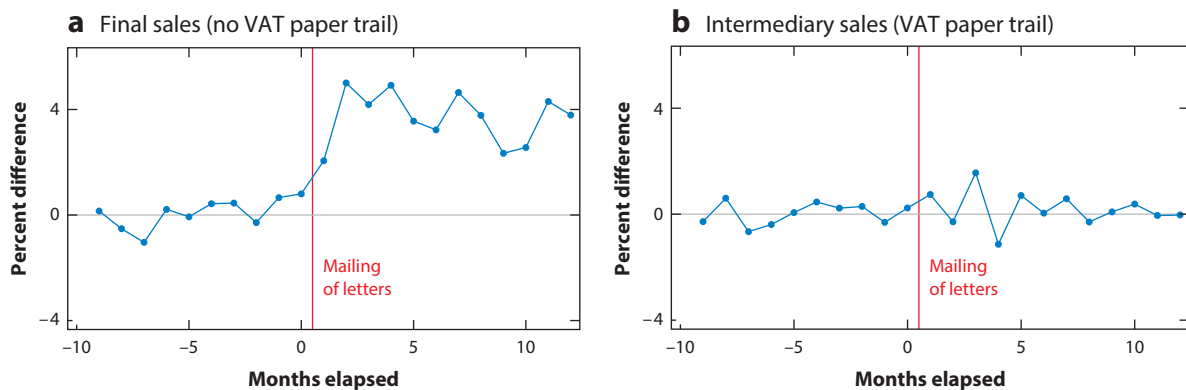 a Final sales (no VAT paper trail)
Percent difference
4
0
−4
Mailing
of letters
−10 −5 0 5 10
Months elapsed
b Intermediary sales (VAT paper trail)
Percent difference
4
0
−4
Mailing
of letters
−10 −5 0 5 10
Months elapsed